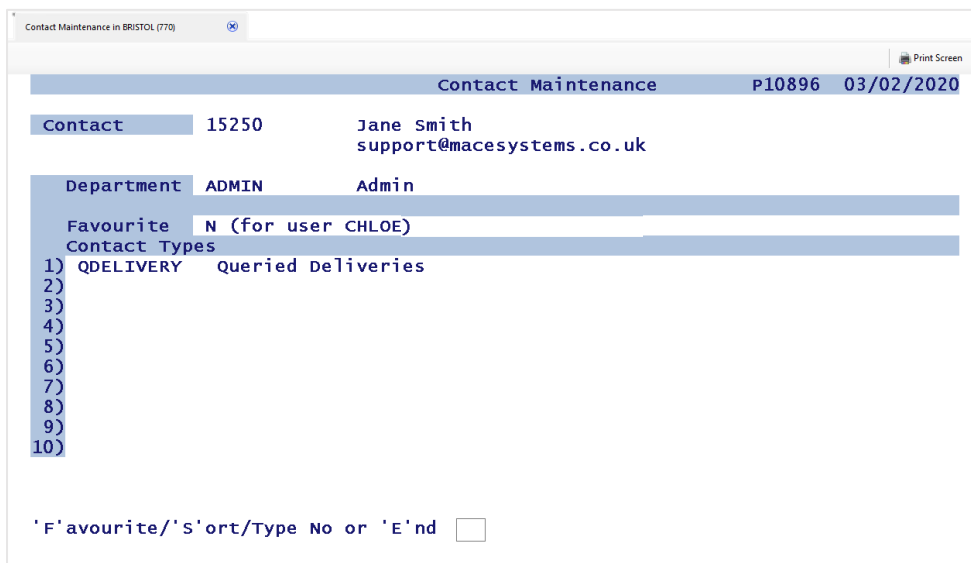 Contact Maintenance in BRISTOL (770)
Print Screen
Contact Maintenance P10896 03/02/2020
Contact 15250 Jane Smith
support@macesystems.co.uk
Department ADMIN Admin
Favourite N (for user CHLOE)
Contact Types
1) QDELIVERY Queried Deliveries
2)
3)
4)
5)
6)
7)
8)
9)
10)
'F'avourite/'S'ort/Type No or 'E'nd